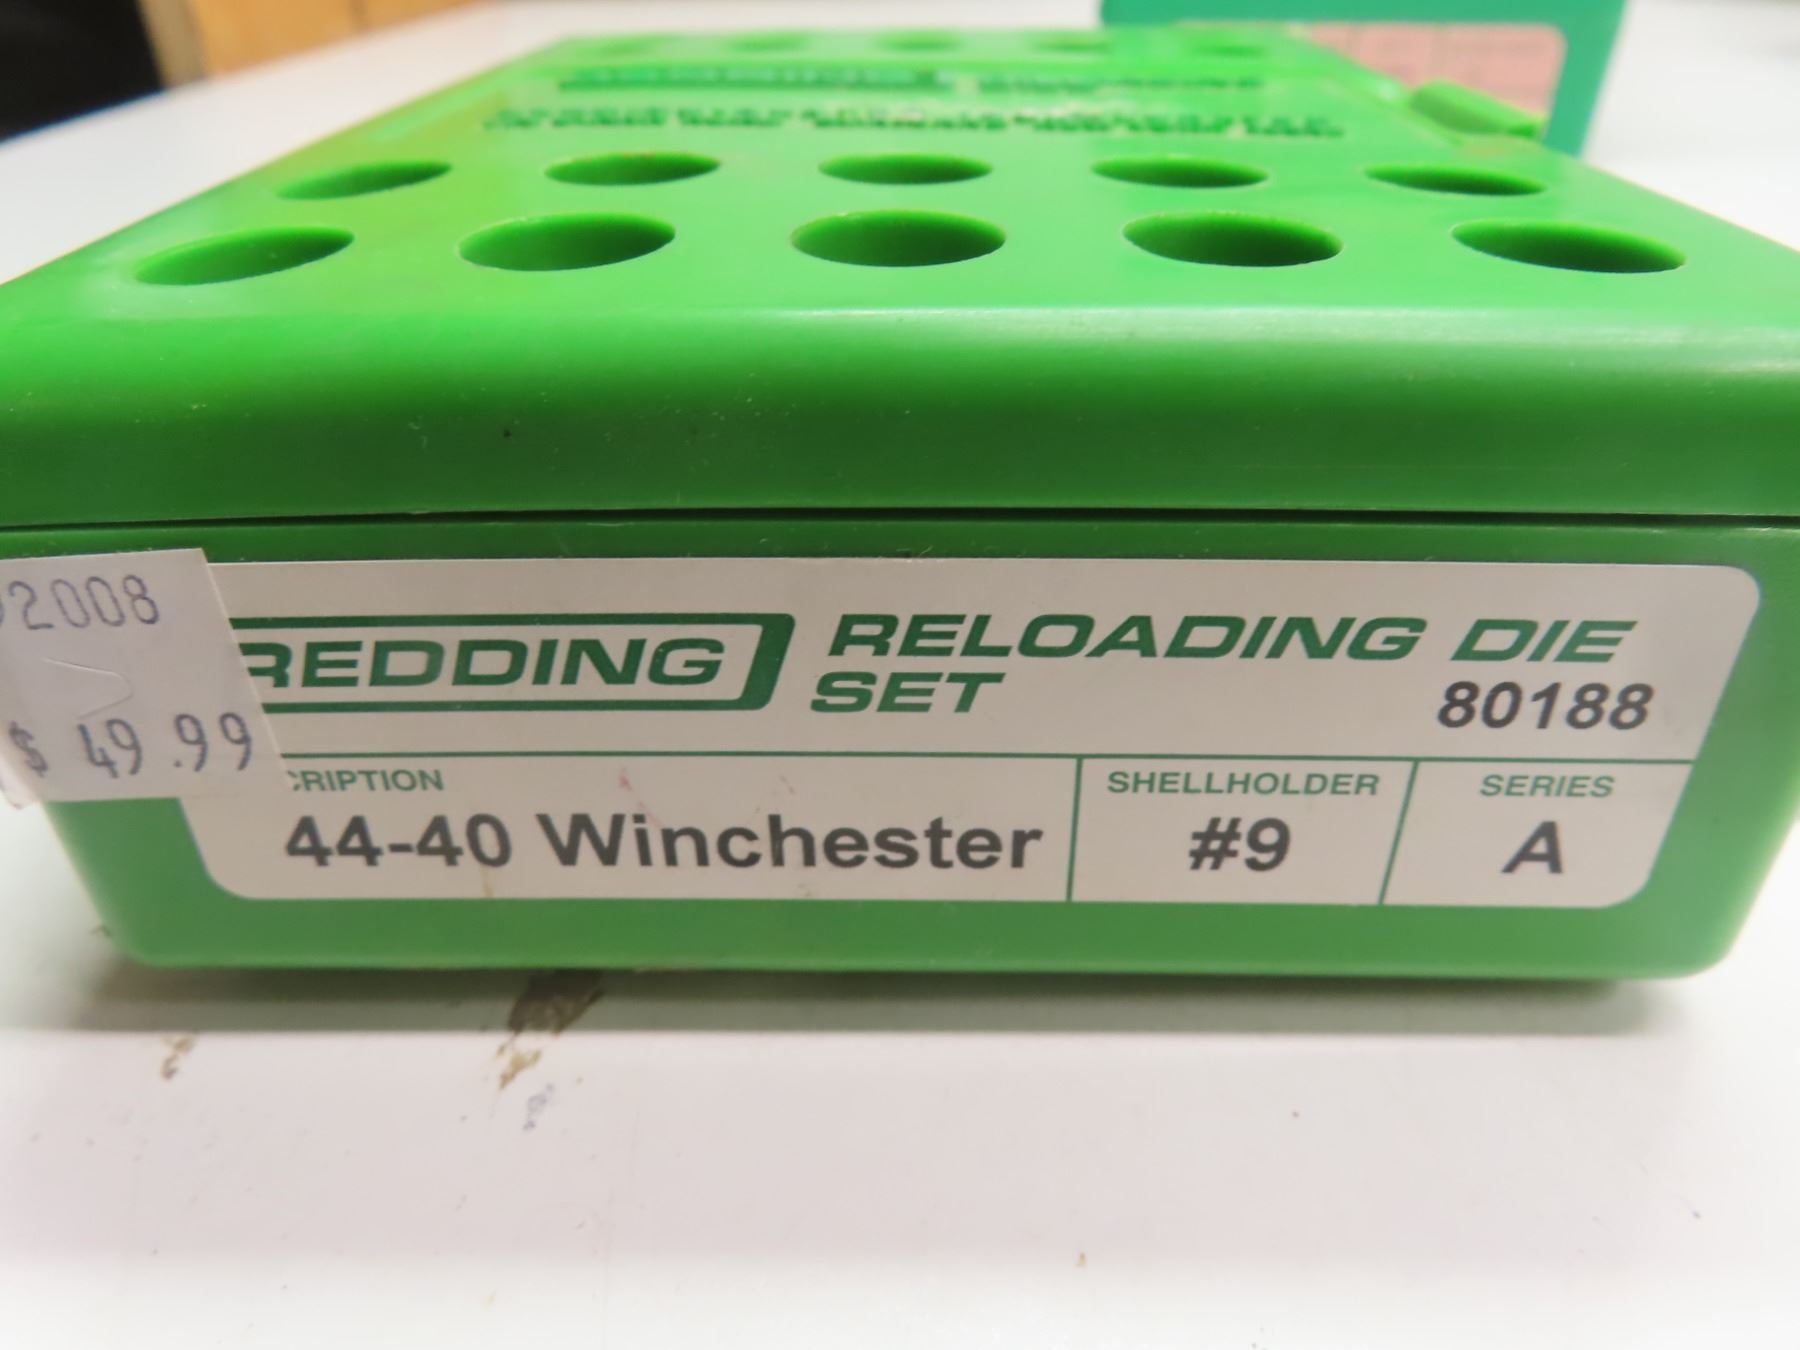 2008
$ 49.99
REDDING
RELOADING DIE
SET
80188
CRIPTION
SHELLHOLDER
SERIES
44-40 Winchester
#9
A